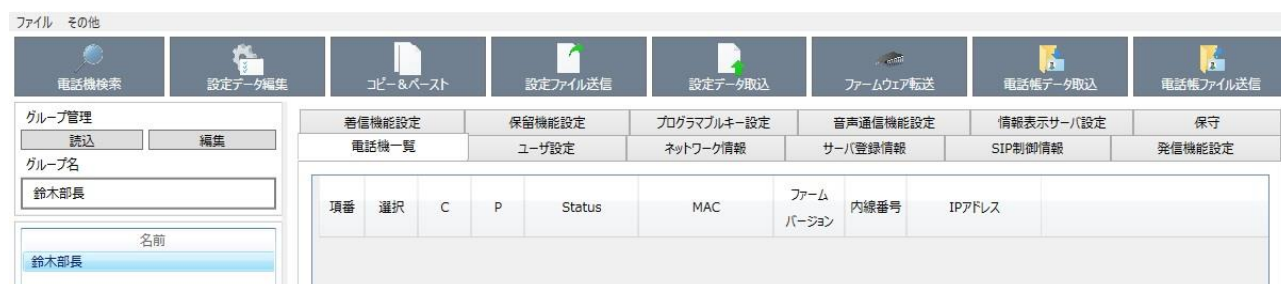 ファイル その他
電話機検索 設定データ編集 コピー&ペースト 設定ファイル送信 設定データ取込 ファームウェア転送 電話帳データ取込 電話帳ファイル送信
グループ管理
読込 編集
グループ名
鈴木部長
名前
鈴木部長
着信機能設定 保留機能設定 プログラマブルキー設定 音声通信機能設定 情報表示サーバ設定 保守
電話機一覧 ユーザ設定 ネットワーク情報 サーバ登録情報 SIP制御情報 発信機能設定
項番 選択 C P Status MAC ファーム 内線番号 IPアドレス
バージョン